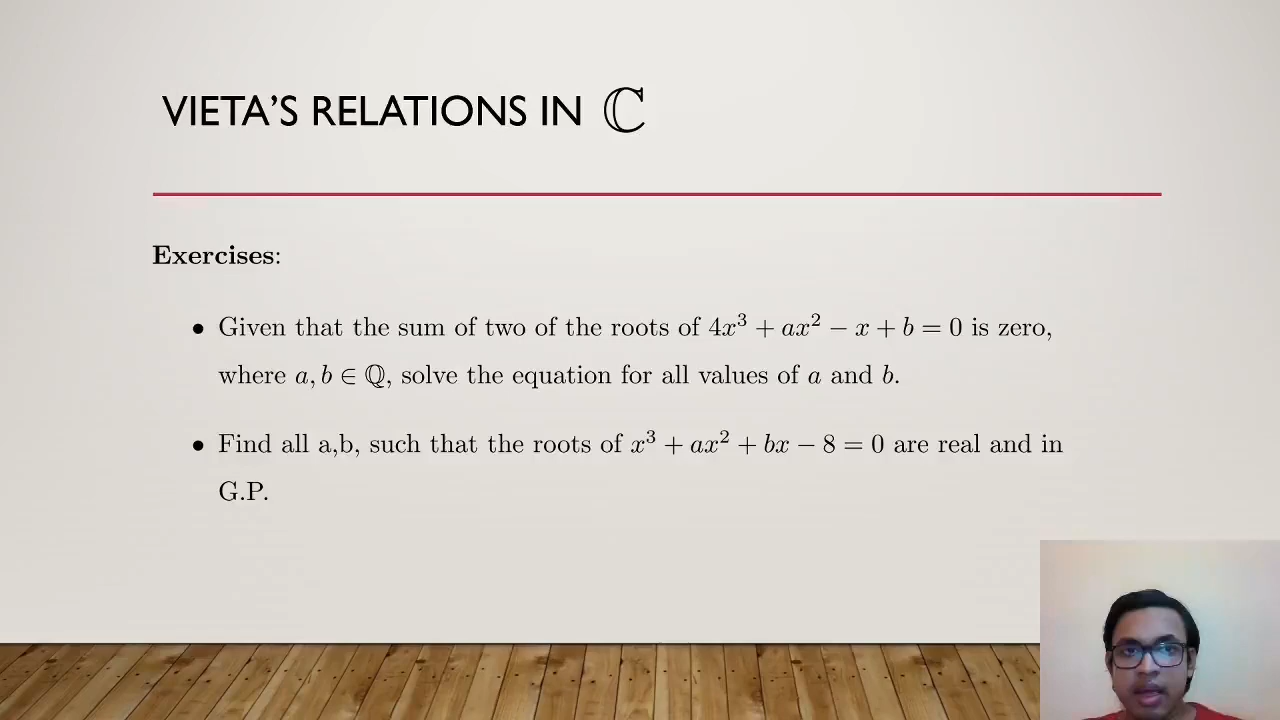 VIETA'S RELATIONS IN ℂ
Exercises:
• Given that the sum of two of the roots of 4x³ + ax² − x + b = 0 is zero,
where a, b ∈ ℚ, solve the equation for all values of a and b.
• Find all a,b, such that the roots of x³ + ax² + bx − 8 = 0 are real and in
G.P.